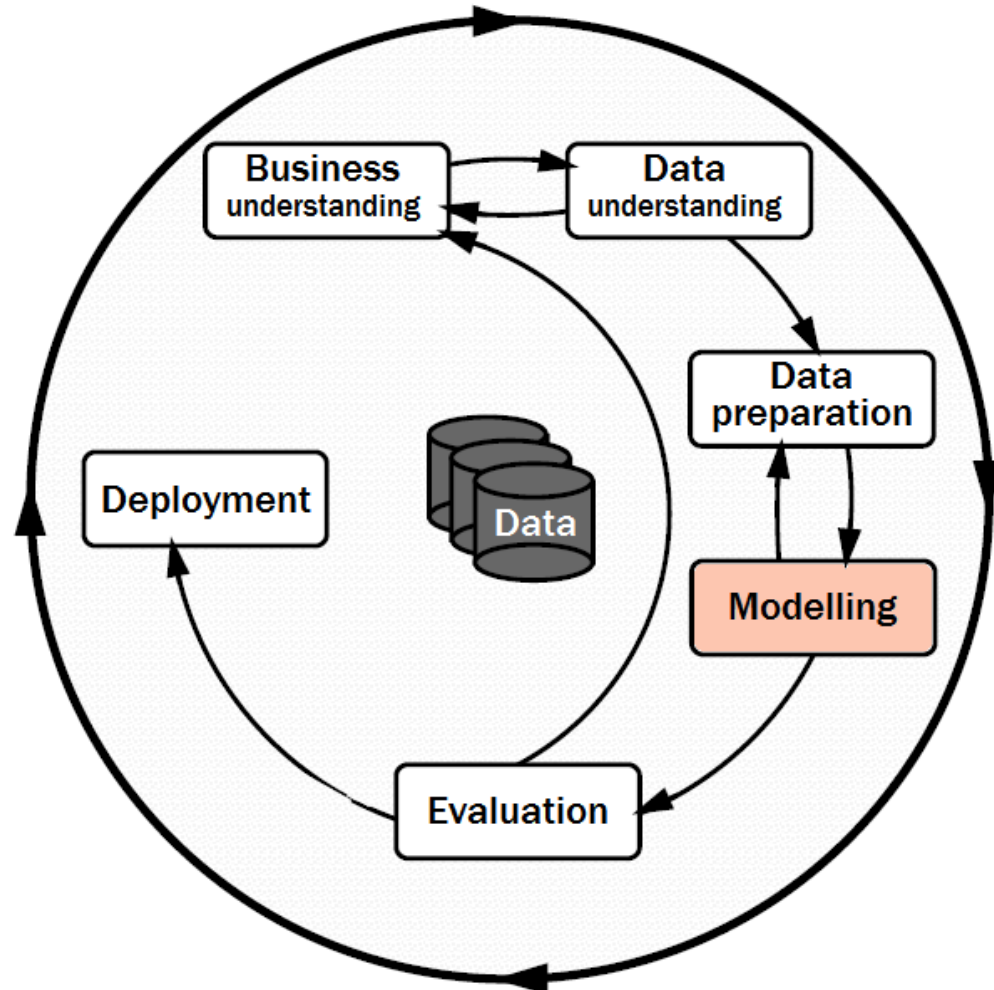 Business
understanding
Data
understanding
Data
preparation
Deployment
Data
Modelling
Evaluation